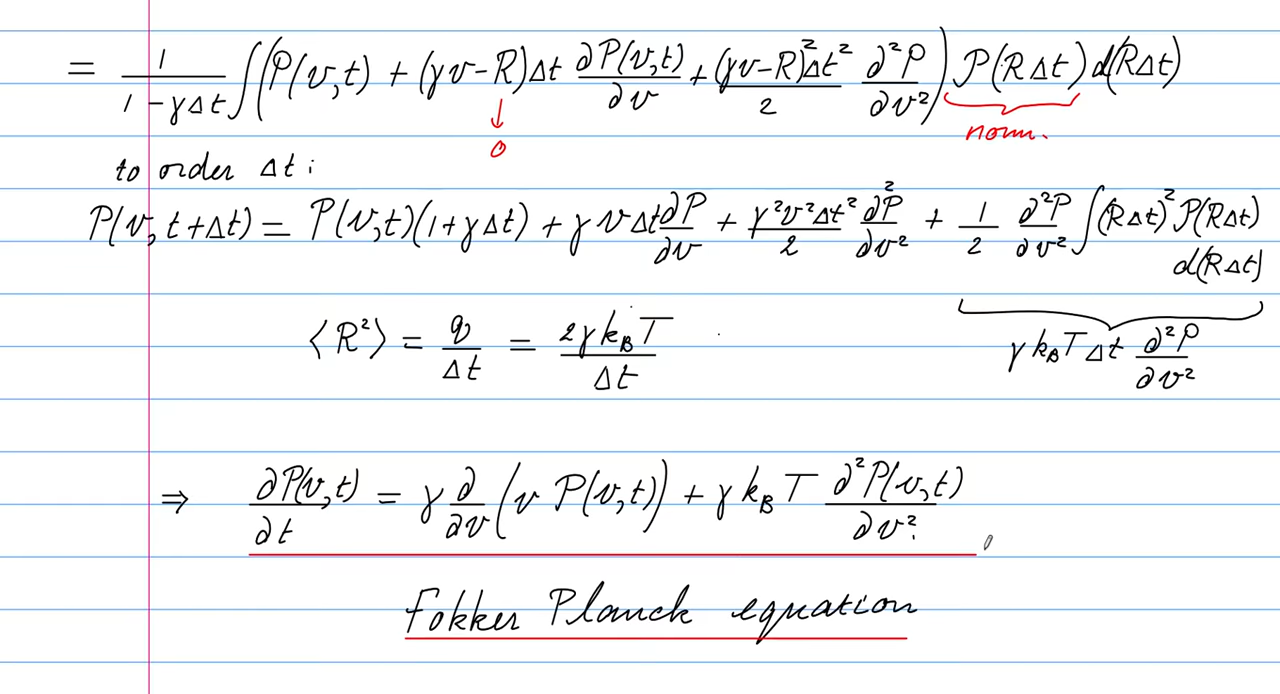 = 1/(1-γΔt) ∫(P(v,t) + (γv-R)Δt ∂P(v,t)/∂v + (γv-R)²Δt²/2 ∂²P/∂v²) P(RΔt) d(RΔt)
↓ 0 norm.
to order Δt:
P(v, t+Δt) = P(v,t)(1+γΔt) + γvΔt ∂P/∂v + γ²v²Δt²/2 ∂²P/∂v² + 1/2 ∂²P/∂v² ∫(RΔt)² P(RΔt)
d(RΔt)
⟨R²⟩ = q/Δt = 2γk_BT/Δt γk_BTΔt ∂²P/∂v²
⇒ ∂P(v,t)/∂t = γ ∂/∂v (v P(v,t)) + γk_BT ∂²P(v,t)/∂v² .
Fokker Planck equation